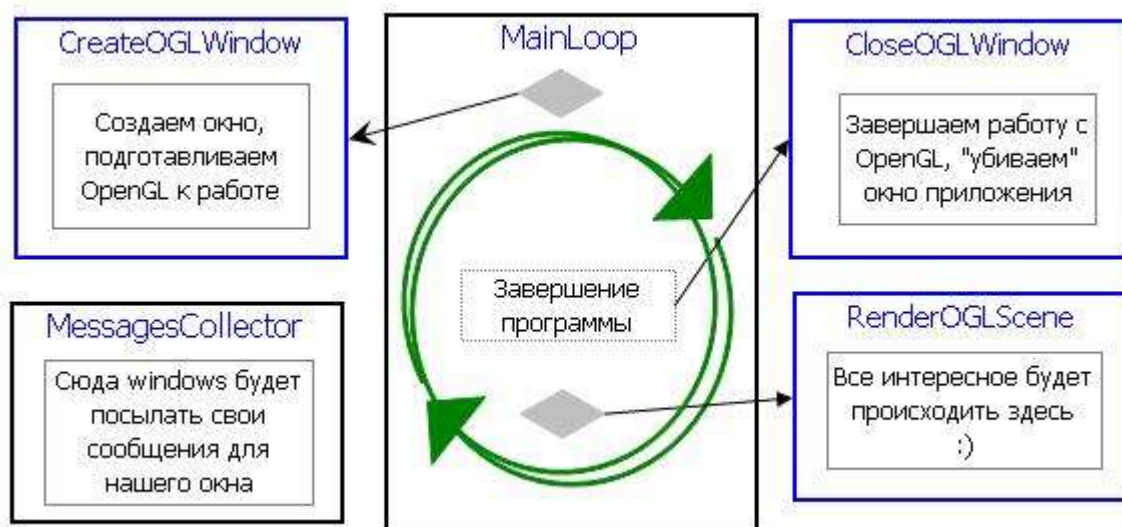 CreateOGLWindow
Создаем окно,
подготавливаем
OpenGL к работе
MessagesCollector
Сюда windows будет
посылать свои
сообщения для
нашего окна
MainLoop
Завершение
программы
CloseOGLWindow
Завершаем работу с
OpenGL, "убиваем"
окно приложения
RenderOGLScene
Все интересное будет
происходить здесь
:)